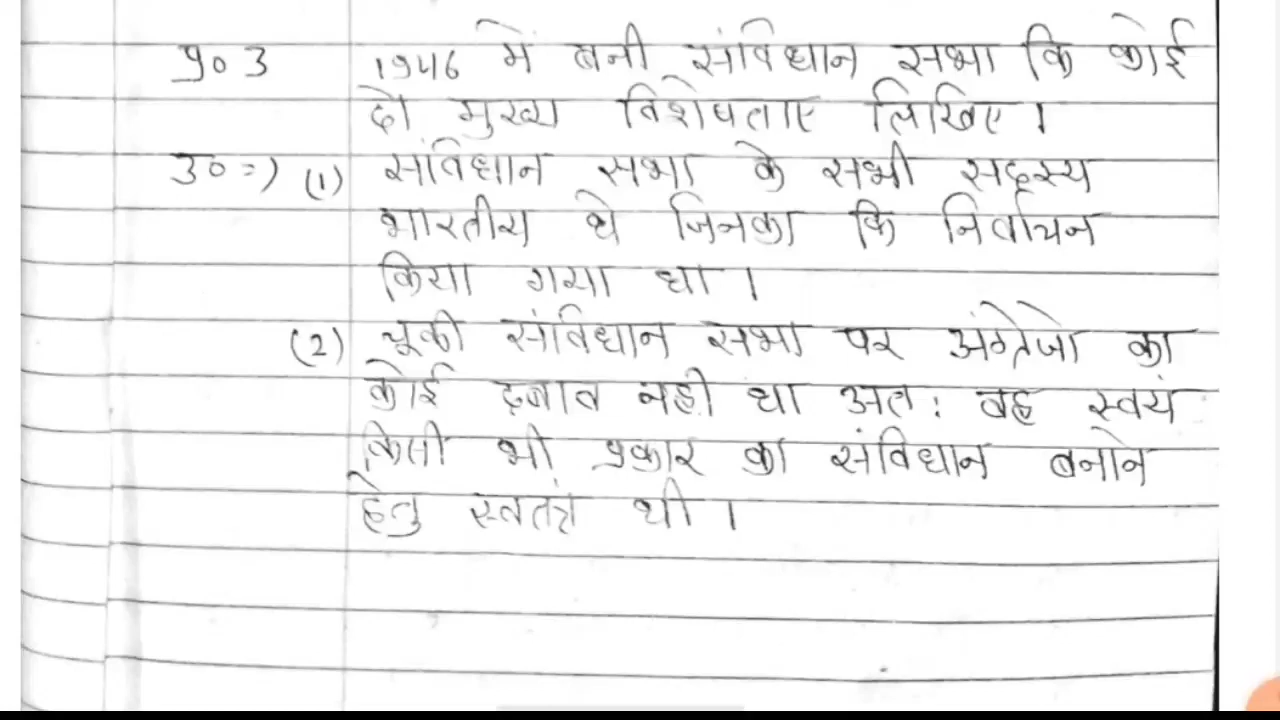 प्र० 3 1946 में बनी संविधान सभा कि कोई
दो मुख्य विशेषताए लिखिए।
उ० => (1) संविधान सभा के सभी सदस्य
भारतीय थे जिनका कि निर्वाचन
किया गया था।
(2) चूकी संविधान सभा पर अंग्रेजो का
कोई दबाव नही था अतः वह स्वयं
किसी भी प्रकार का संविधान बनाने
हेतु स्वतंत्र थी।